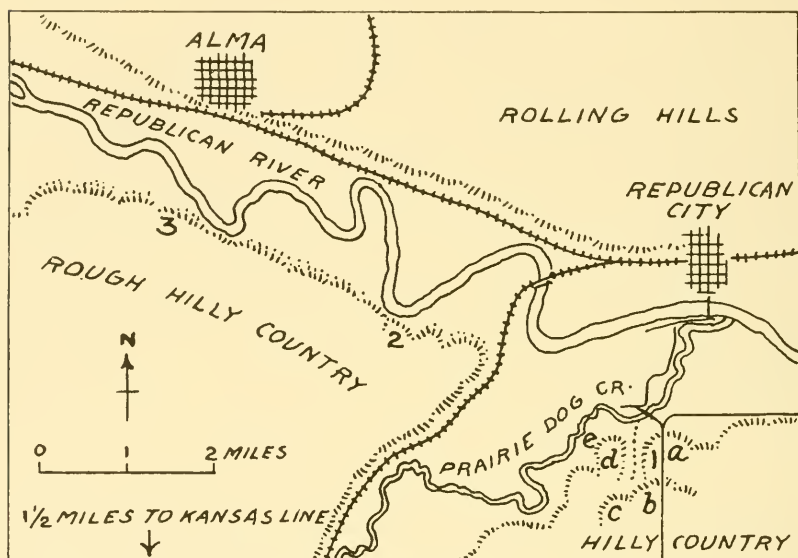 ALMA
REPUBLICAN RIVER
ROLLING HILLS
REPUBLICAN
CITY
3
ROUGH HILLY COUNTRY
2
N
PRAIRIE DOG CR.
0 1 2 MILES
e
d
1
a
c
b
1/2 MILES TO KANSAS LINE
HILLY COUNTRY